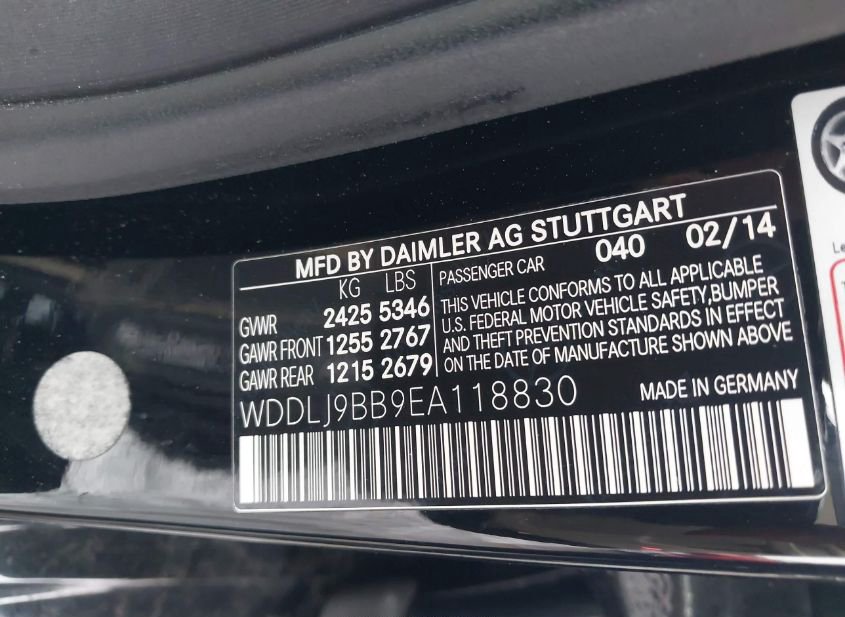 MFD BY DAIMLER AG STUTTGART
KG LBS
GVWR 2425 5346
GAWR FRONT 1255 2767
GAWR REAR 1215 2679
PASSENGER CAR 040 02/14
THIS VEHICLE CONFORMS TO ALL APPLICABLE
U.S. FEDERAL MOTOR VEHICLE SAFETY,BUMPER
AND THEFT PREVENTION STANDARDS IN EFFECT
ON THE DATE OF MANUFACTURE SHOWN ABOVE
WDDLJ9BB9EA118830
MADE IN GERMANY